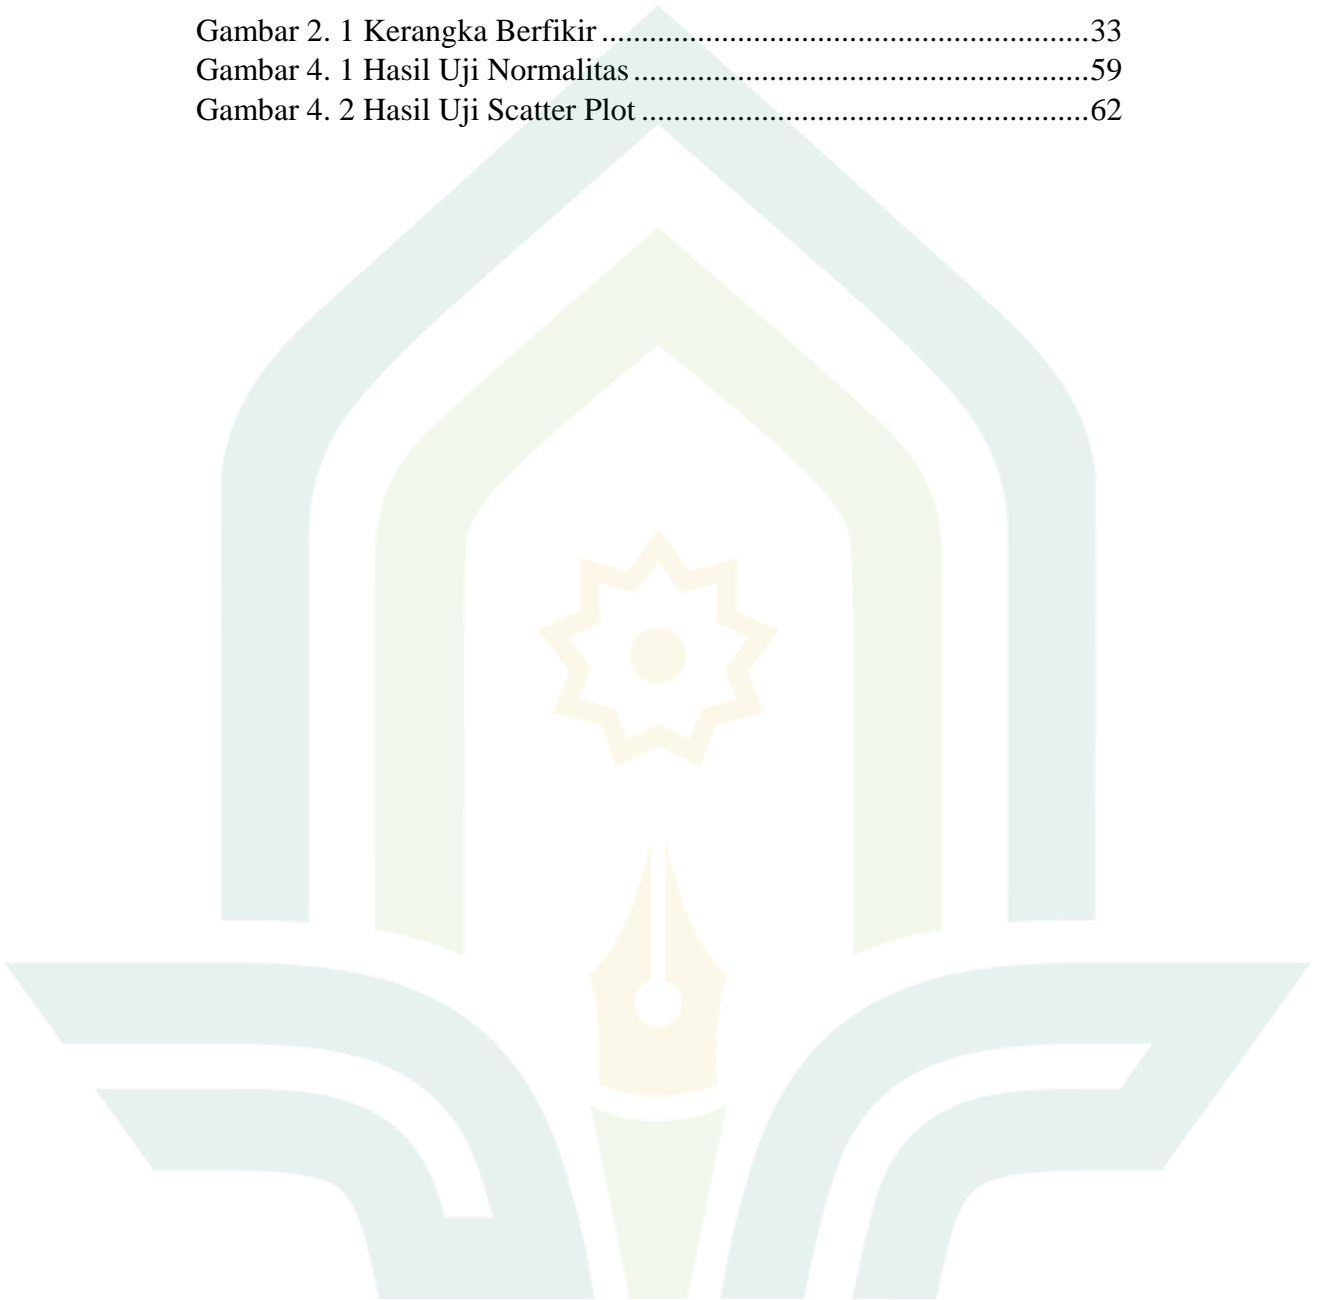 Gambar 2. 1 Kerangka Berfikir............................................................33
Gambar 4. 1 Hasil Uji Normalitas........................................................59
Gambar 4. 2 Hasil Uji Scatter Plot .......................................................62